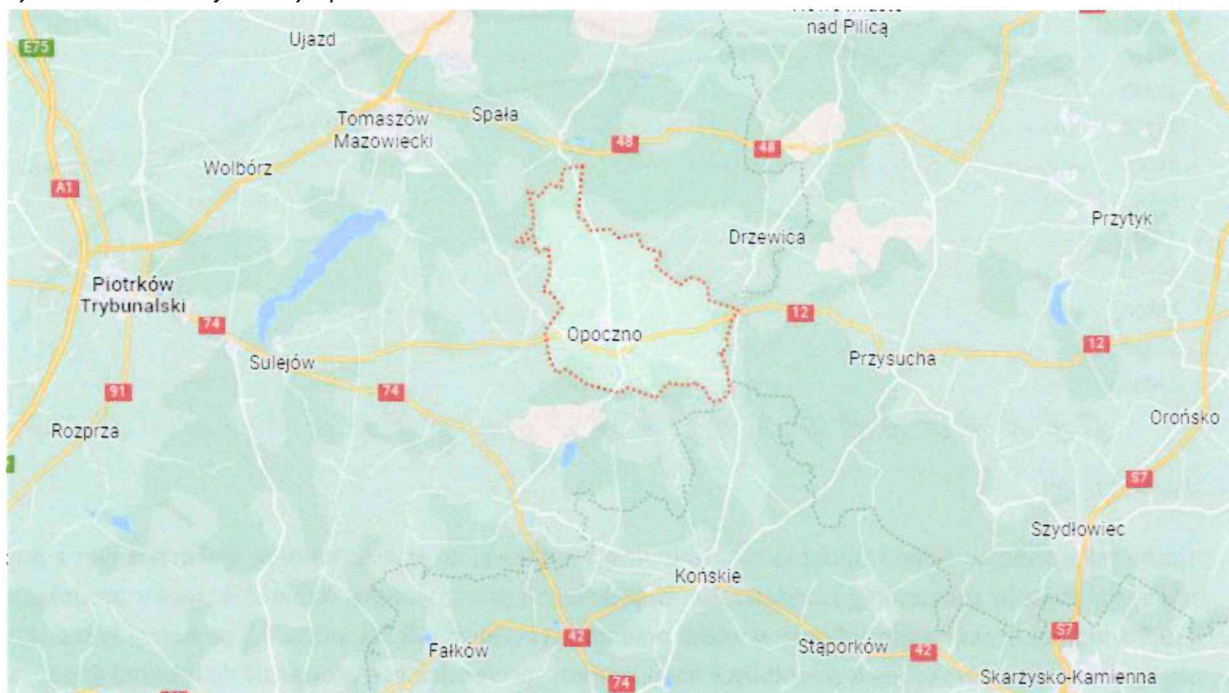 nad Pilicą
Ujazd
E75
Spała
Tomaszów
Mazowiecki
48
48
Wolbórz
A1
Przytyk
Drzewica
Piotrków
Trybunalski
74
12
Opoczno
12
Sulejów
Przysucha
91
74
Orońsko
Rozprza
S7
Szydłowiec
Końskie
42
S7
Fałków
Stąporków
42
74
Skarżysko-Kamienna